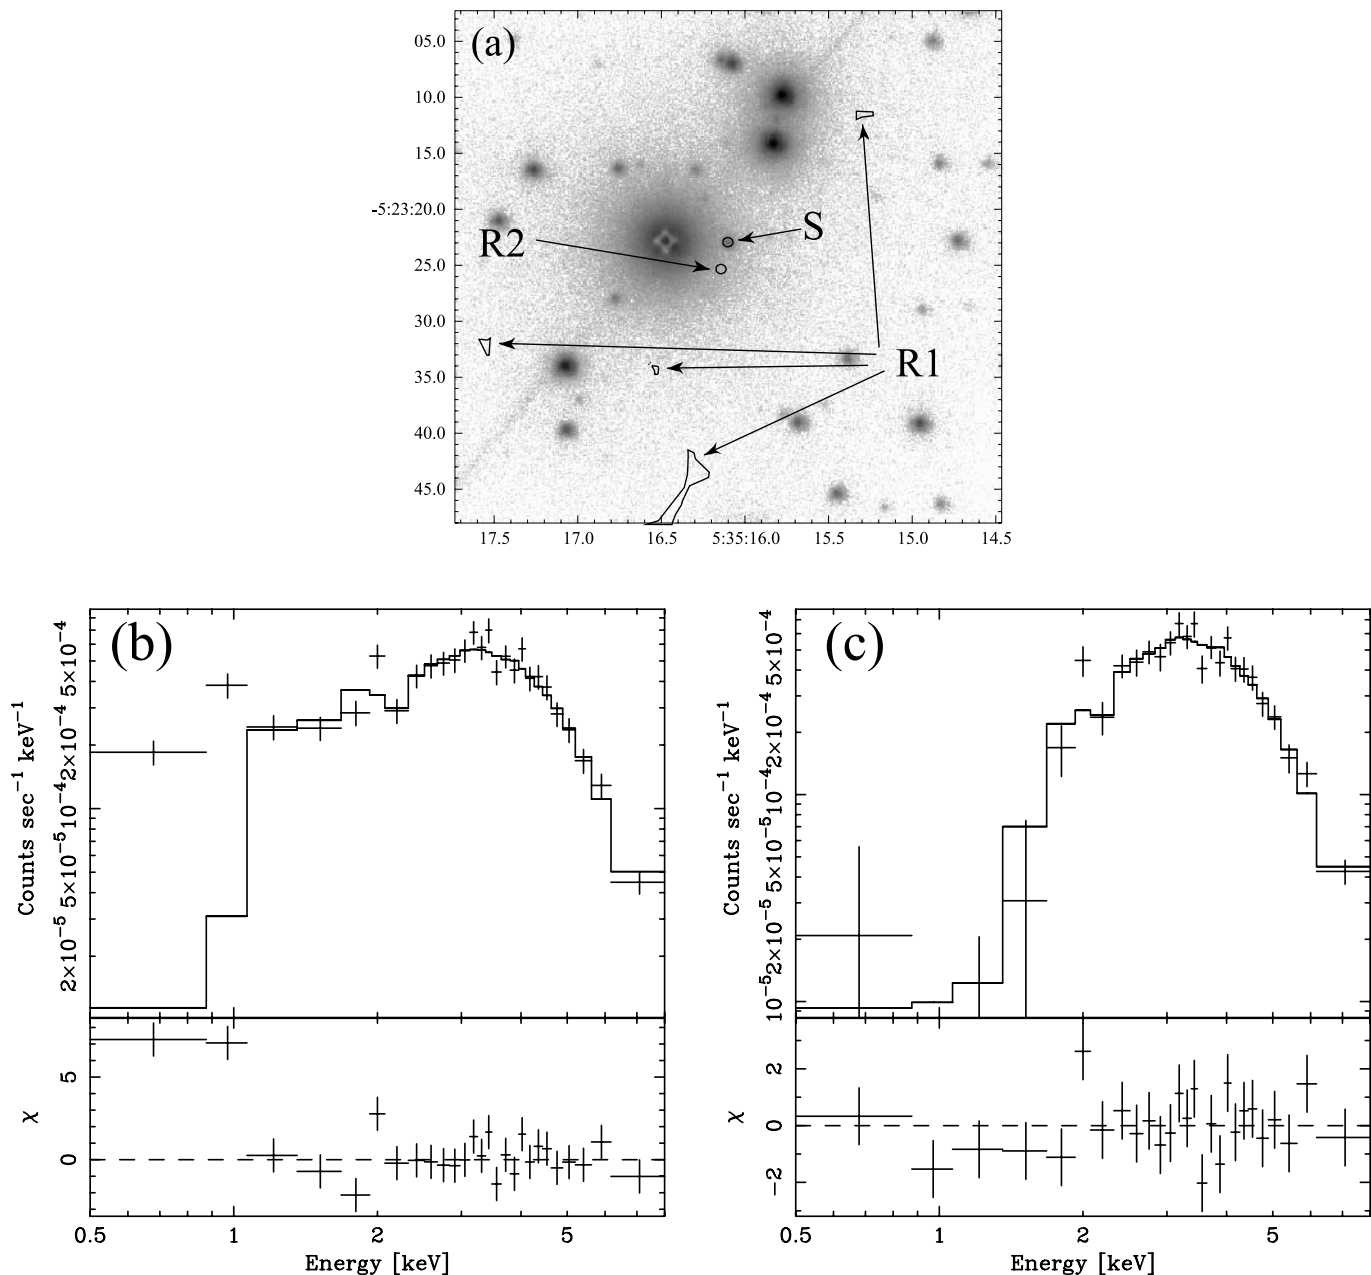 (a)
05.0
10.0
15.0
-5:23:20.0
25.0
30.0
35.0
40.0
45.0
S
R2
R1
17.5 17.0 16.5 5:35:16.0 15.5 15.0 14.5
(b)
Counts sec−1 keV−1
5×10−4
2×10−4
10−4
5×10−5
2×10−5
χ
5
0
0.5 1 2 5
Energy [keV]
(c)
Counts sec−1 keV−1
5×10−4
2×10−4
10−4
5×10−5
2×10−5
10−5
χ
2
0
−2
0.5 1 2 5
Energy [keV]